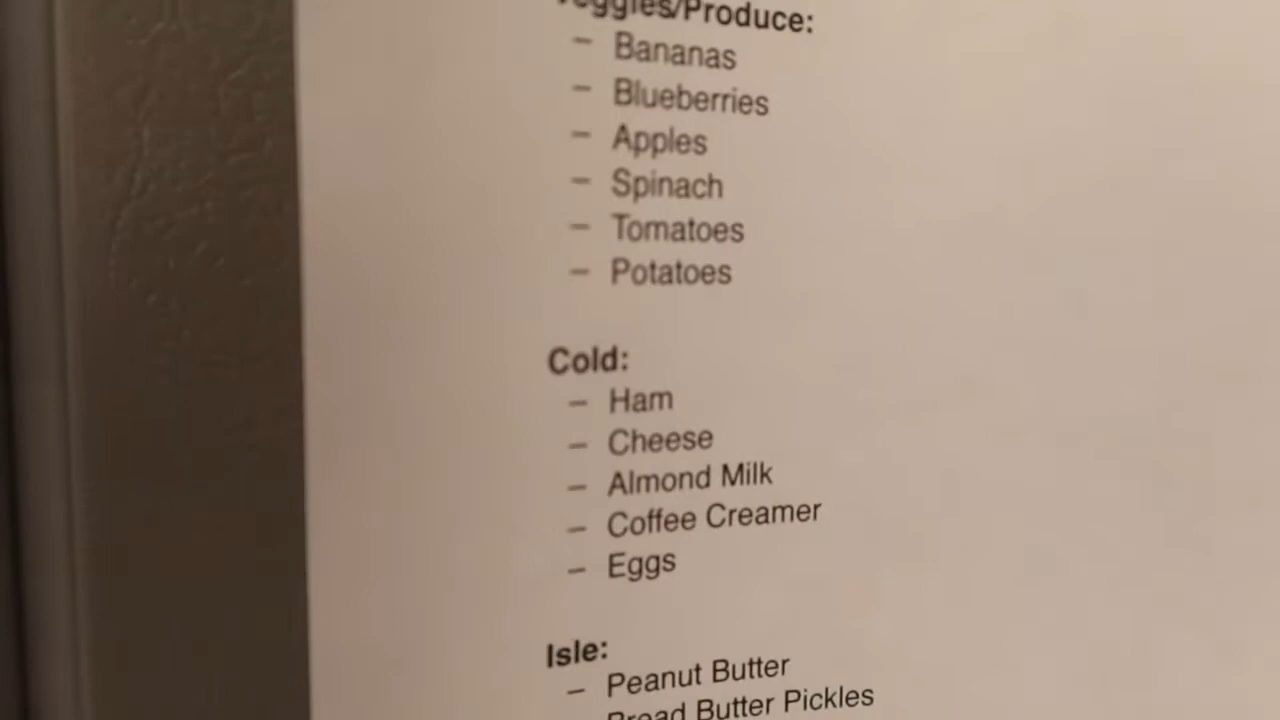 Veggies/Produce:
– Bananas
– Blueberries
– Apples
– Spinach
– Tomatoes
– Potatoes
Cold:
– Ham
– Cheese
– Almond Milk
– Coffee Creamer
– Eggs
Isle:
– Peanut Butter
Bread Butter Pickles